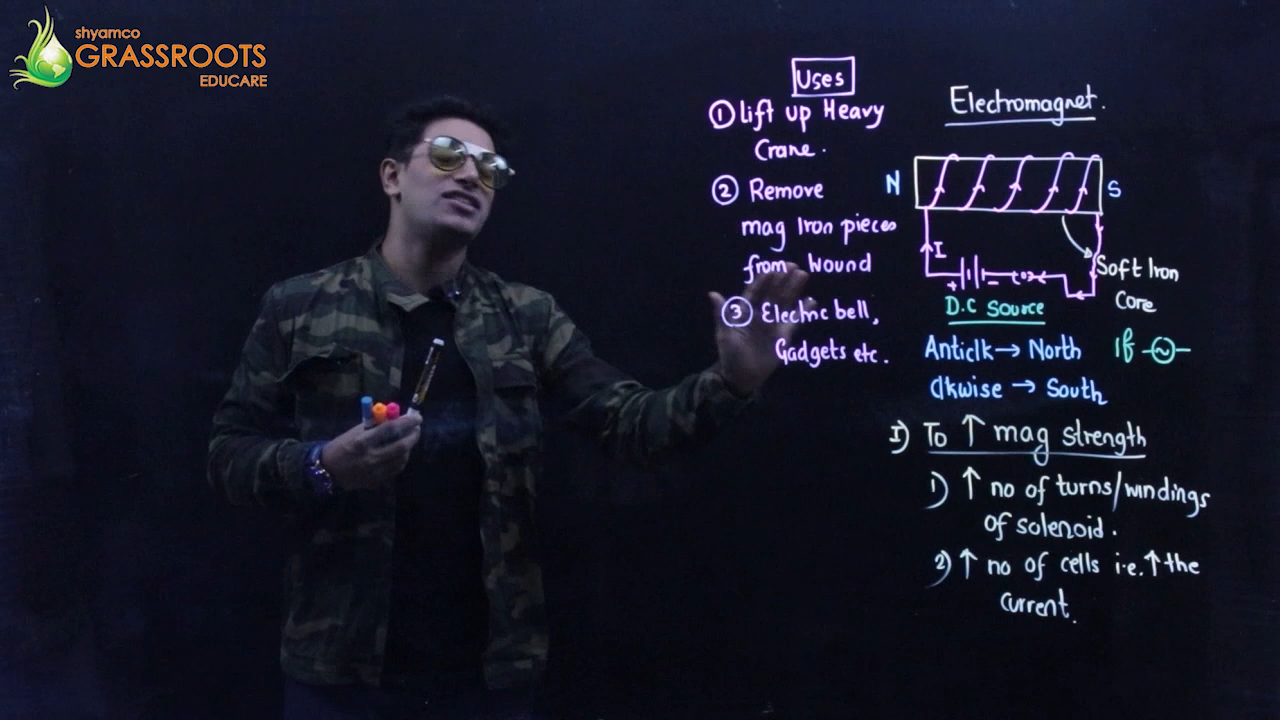 shyamco
GRASSROOTS
EDUCARE
Uses
① lift up Heavy
Crane.
② Remove
mag Iron pieces
from Wound
③ Electric bell,
Gadgets etc.
Electromagnet.
N
S
I
+ -
Soft Iron
Core
D.C Source
Anticlk → North
If ~
Clkwise → South
I) To ↑ mag strength
1) ↑ no of turns/windings
of solenoid.
2) ↑ no of cells i.e. ↑ the
current.